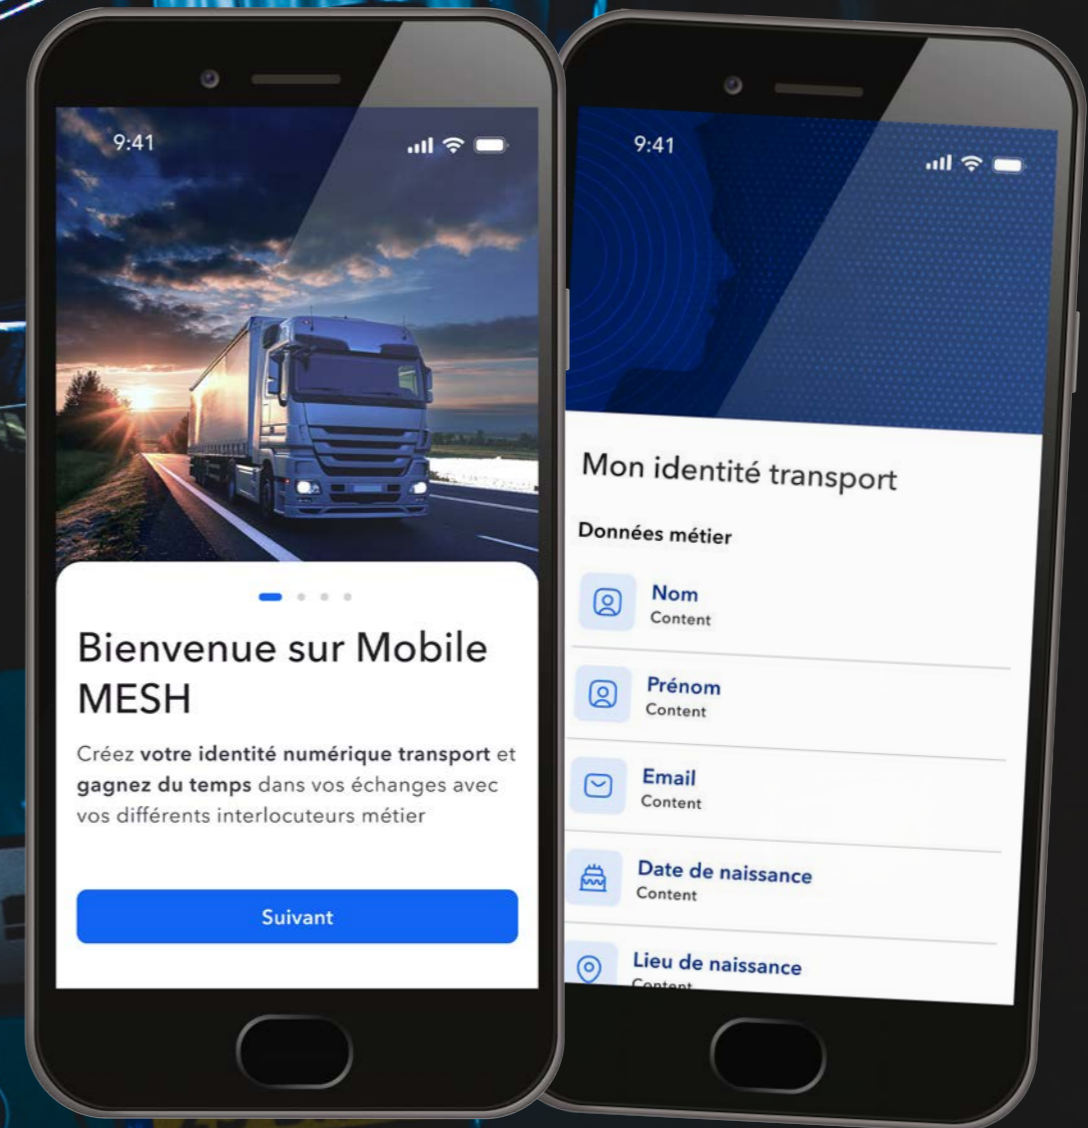 9:41
Bienvenue sur Mobile
MESH
Créez votre identité numérique transport et
gagnez du temps dans vos échanges avec
vos différents interlocuteurs métier
Suivant
9:41
Mon identité transport
Données métier
Nom
Content
Prénom
Content
Email
Content
Date de naissance
Content
Lieu de naissance
Content